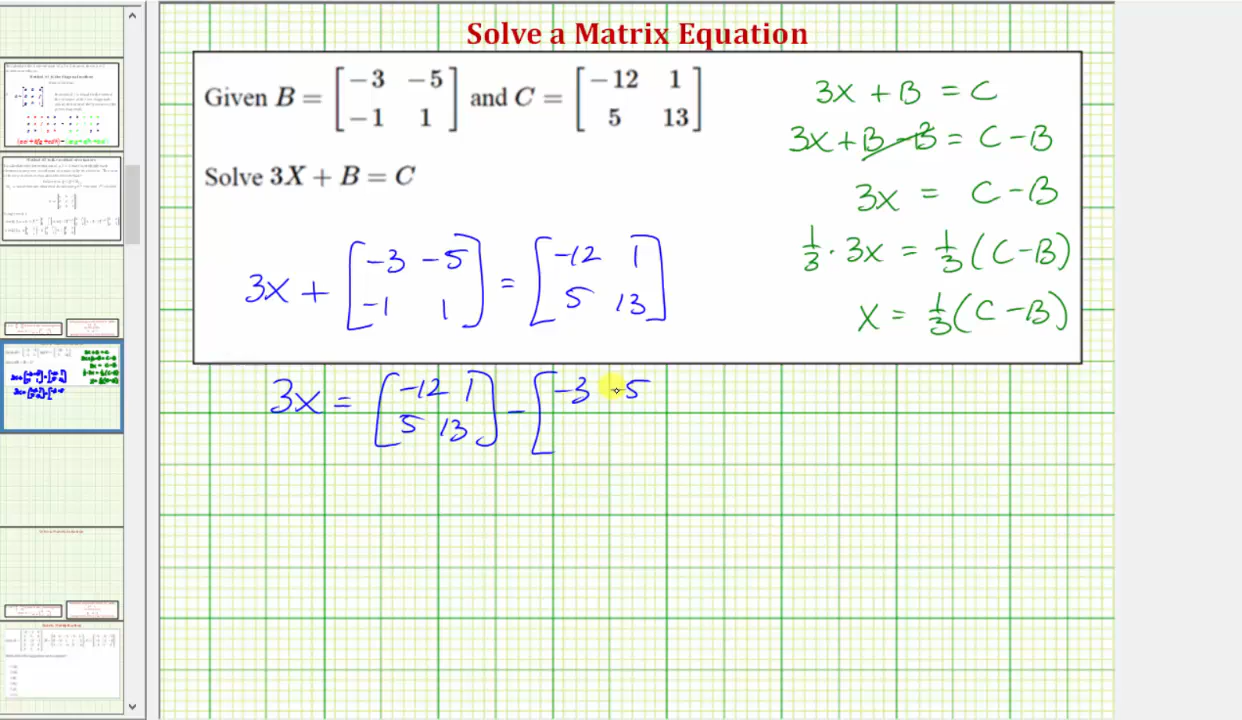 Solve a Matrix Equation
Given B = [ −3 −5 ; −1 1 ] and C = [ −12 1 ; 5 13 ]
Solve 3X + B = C
3x + [ -3 -5 ; -1 1 ] = [ -12 1 ; 5 13 ]
3x = [ -12 1 ; 5 13 ] - [ -3 -5
3x + B = C
3x + B - B = C - B
3x = C - B
1/3 · 3x = 1/3 (C - B)
x = 1/3 (C - B)